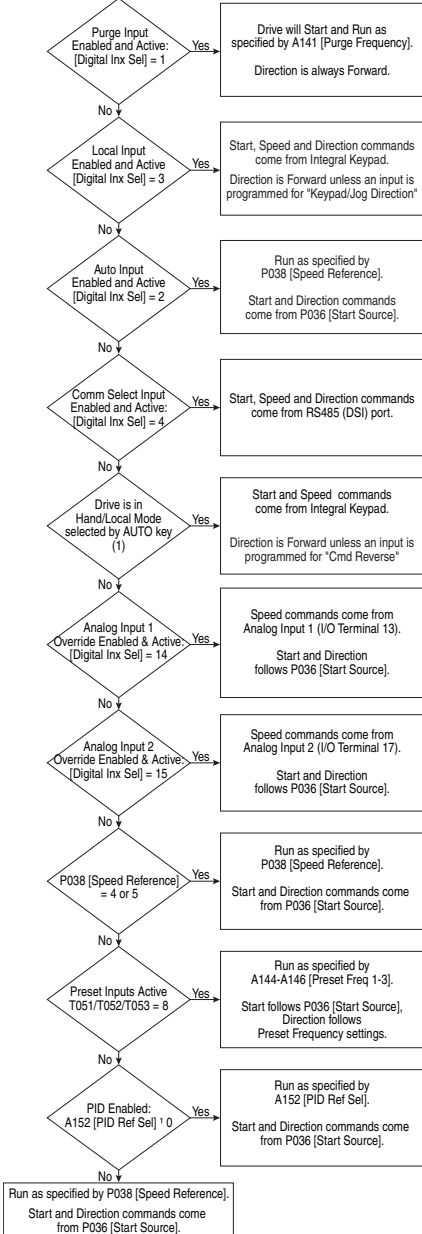 Purge Input
Enabled and Active:
[Digital Inx Sel] = 1
Yes
Drive will Start and Run as
specified by A141 [Purge Frequency].
Direction is always Forward.
No
Local Input
Enabled and Active
[Digital Inx Sel] = 3
Yes
Start, Speed and Direction commands
come from Integral Keypad.
Direction is Forward unless an input is
programmed for "Keypad/Jog Direction"
No
Auto Input
Enabled and Active
[Digital Inx Sel] = 2
Yes
Run as specified by
P038 [Speed Reference].
Start and Direction commands
come from P036 [Start Source].
No
Comm Select Input
Enabled and Active:
[Digital Inx Sel] = 4
Yes
Start, Speed and Direction commands
come from RS485 (DSI) port.
No
Drive is in
Hand/Local Mode
selected by AUTO key
(1)
Yes
Start and Speed commands
come from Integral Keypad.
Direction is Forward unless an input is
programmed for "Cmd Reverse"
No
Analog Input 1
Override Enabled & Active:
[Digital Inx Sel] = 14
Yes
Speed commands come from
Analog Input 1 (I/O Terminal 13).
Start and Direction
follows P036 [Start Source].
No
Analog Input 2
Override Enabled & Active:
[Digital Inx Sel] = 15
Yes
Speed commands come from
Analog Input 2 (I/O Terminal 17).
Start and Direction
follows P036 [Start Source].
No
P038 [Speed Reference]
= 4 or 5
Yes
Run as specified by
P038 [Speed Reference].
Start and Direction commands come
from P036 [Start Source].
No
Preset Inputs Active
T051/T052/T053 = 8
Yes
Run as specified by
A144-A146 [Preset Freq 1-3].
Start follows P036 [Start Source],
Direction follows
Preset Frequency settings.
No
PID Enabled:
A152 [PID Ref Sel] ¹ 0
Yes
Run as specified by
A152 [PID Ref Sel].
Start and Direction commands come
from P036 [Start Source].
No
Run as specified by P038 [Speed Reference].
Start and Direction commands come
from P036 [Start Source].